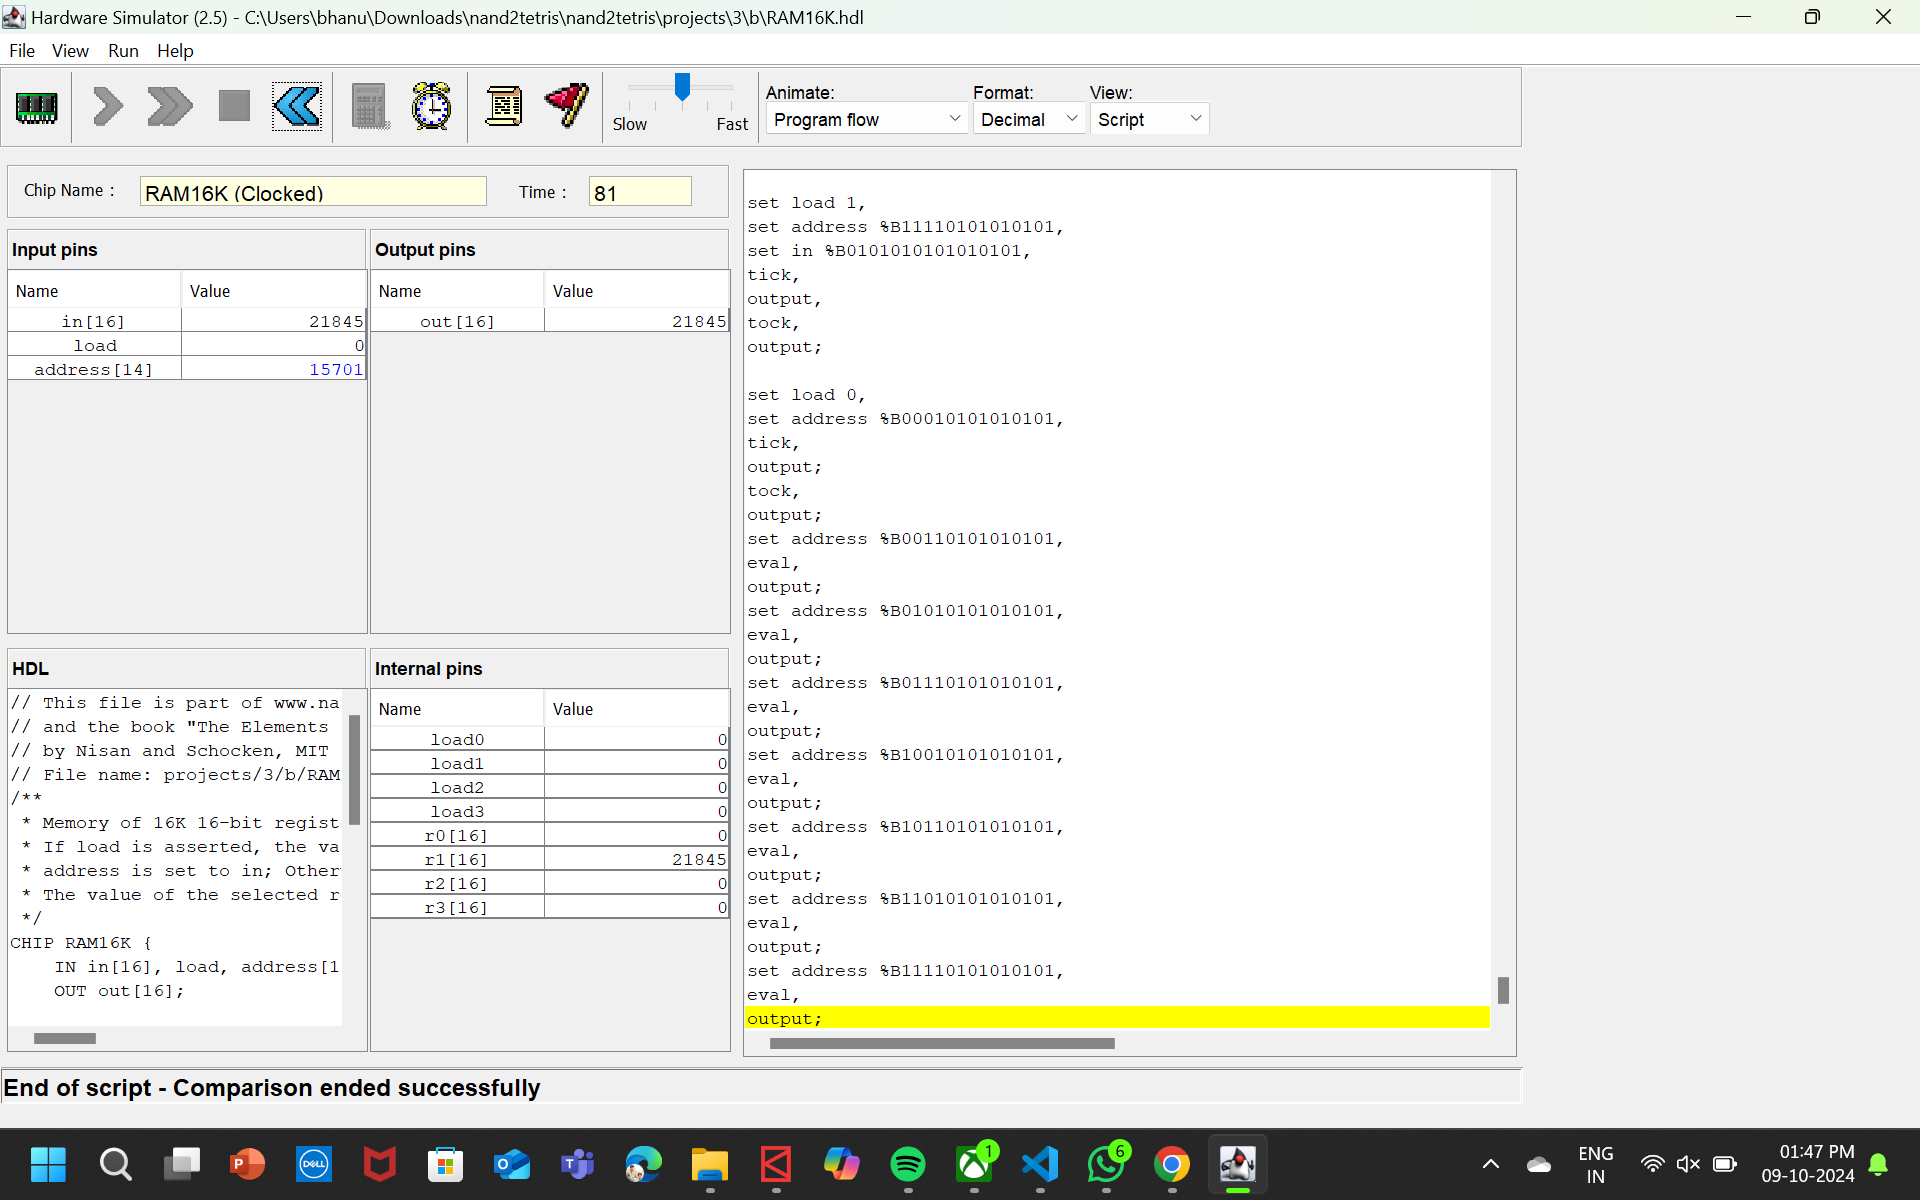 Hardware Simulator (2.5) - C:\Users\bhanu\Downloads\nand2tetris\nand2tetris\projects\3\b\RAM16K.hdl
File View Run Help
Slow Fast
Animate: Format: View:
Program flow Decimal Script
Chip Name : RAM16K (Clocked) Time : 81
Input pins
Name Value
in[16] 21845
load 0
address[14] 15701
Output pins
Name Value
out[16] 21845
HDL
// This file is part of www.na
// and the book "The Elements
// by Nisan and Schocken, MIT
// File name: projects/3/b/RAM
/**
* Memory of 16K 16-bit regist
* If load is asserted, the va
* address is set to in; Other
* The value of the selected r
*/
CHIP RAM16K {
IN in[16], load, address[1
OUT out[16];
Internal pins
Name Value
load0 0
load1 0
load2 0
load3 0
r0[16] 0
r1[16] 21845
r2[16] 0
r3[16] 0
set load 1,
set address %B11110101010101,
set in %B0101010101010101,
tick,
output,
tock,
output;
set load 0,
set address %B00010101010101,
tick,
output;
tock,
output;
set address %B00110101010101,
eval,
output;
set address %B01010101010101,
eval,
output;
set address %B01110101010101,
eval,
output;
set address %B10010101010101,
eval,
output;
set address %B10110101010101,
eval,
output;
set address %B11010101010101,
eval,
output;
set address %B11110101010101,
eval,
output;
End of script - Comparison ended successfully
P DELL O T 1 6
ENG
IN
01:47 PM
09-10-2024